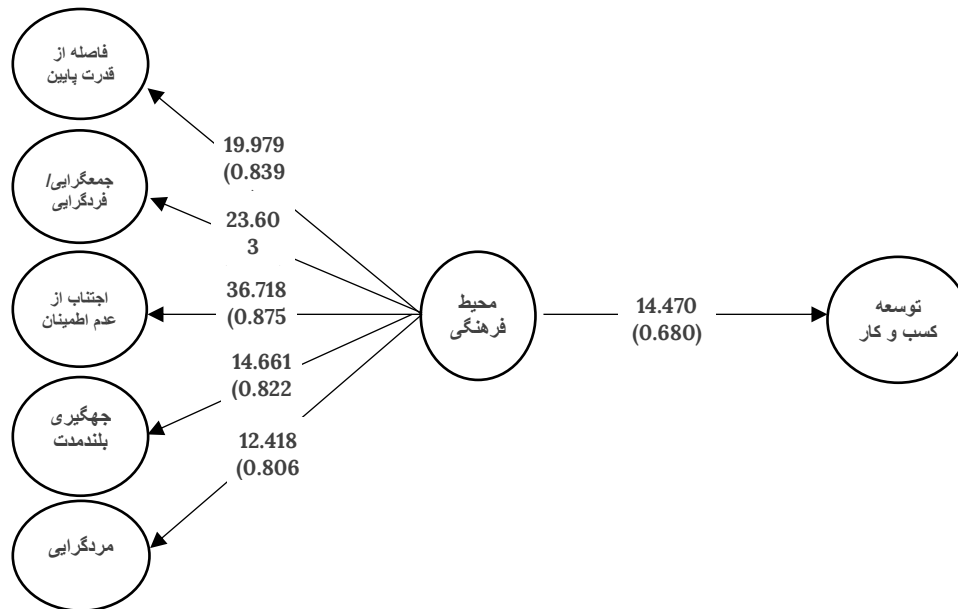 فاصله از
قدرت پایین
19.979
(0.839
جمعگرایی/
فردگرایی
23.60
3
اجتناب از
عدم اطمینان
36.718
(0.875
محیط
فرهنگی
14.470
(0.680)
توسعه
کسب و کار
جهگیری
بلندمدت
14.661
(0.822
12.418
(0.806
مردگرایی